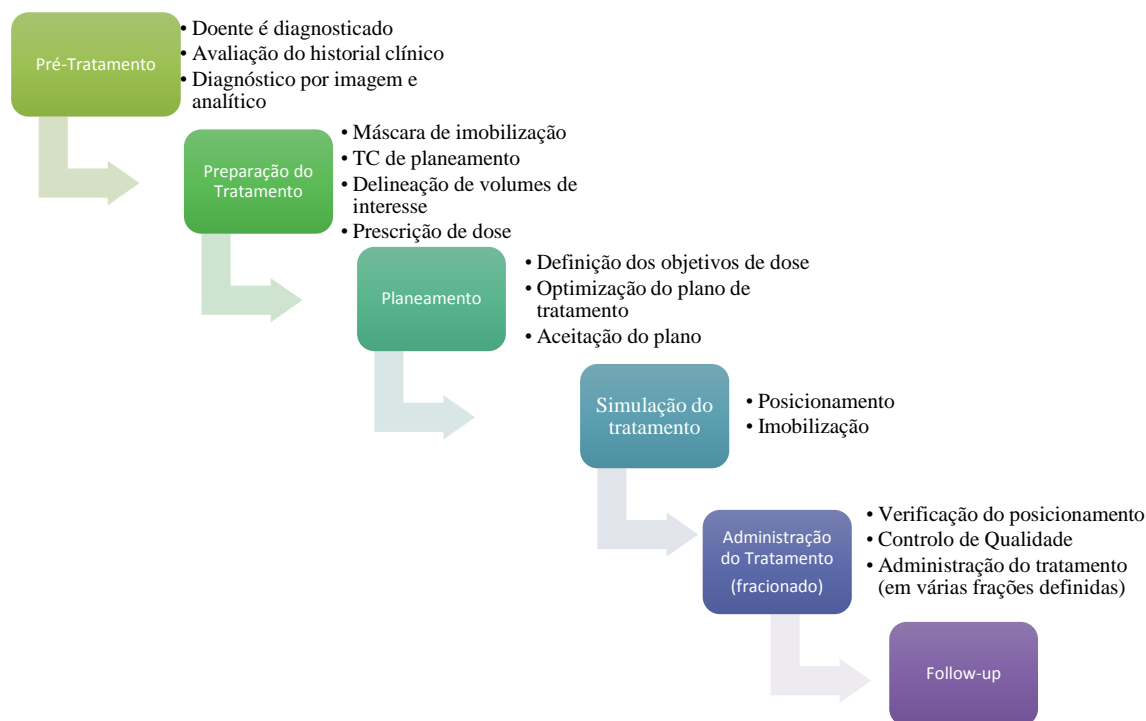 Pré-Tratamento
• Doente é diagnosticado
• Avaliação do historial clínico
• Diagnóstico por imagem e
analítico
Preparação do
Tratamento
• Máscara de imobilização
• TC de planeamento
• Delineação de volumes de
interesse
• Prescrição de dose
Planeamento
• Definição dos objetivos de dose
• Optimização do plano de
tratamento
• Aceitação do plano
Simulação do
tratamento
• Posicionamento
• Imobilização
Administração
do Tratamento
(fracionado)
• Verificação do posicionamento
• Controlo de Qualidade
• Administração do tratamento
(em várias frações definidas)
Follow-up